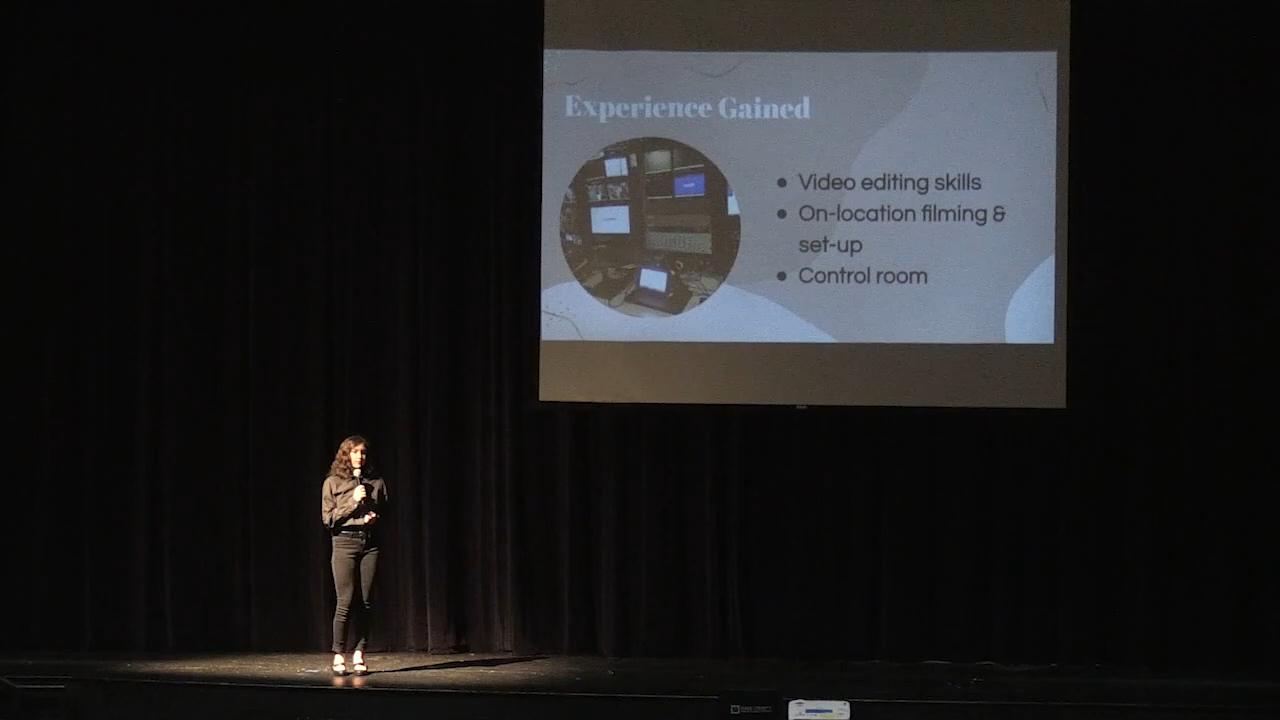 Experience Gained
● Video editing skills
● On-location filming &
set-up
● Control room